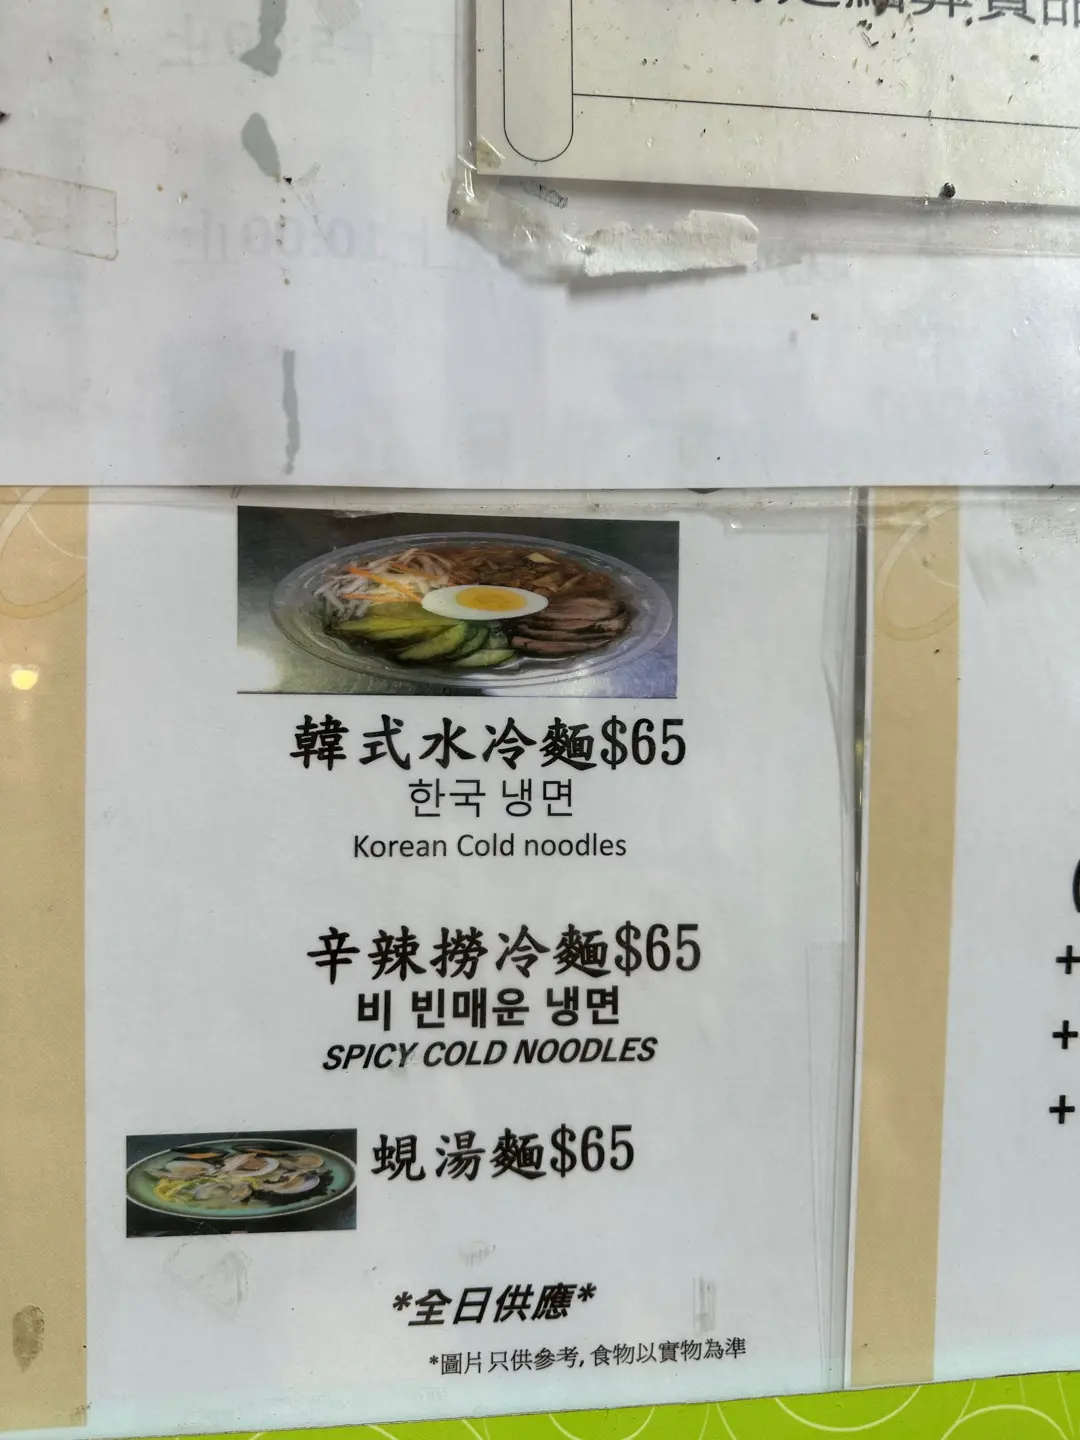 韓式水冷麵$65
한국 냉면
Korean Cold noodles
辛辣撈冷麵$65
비 빈매운 냉면
SPICY COLD NOODLES
蜆湯麵$65
*全日供應*
*圖片只供參考, 食物以實物為準
+
+
+